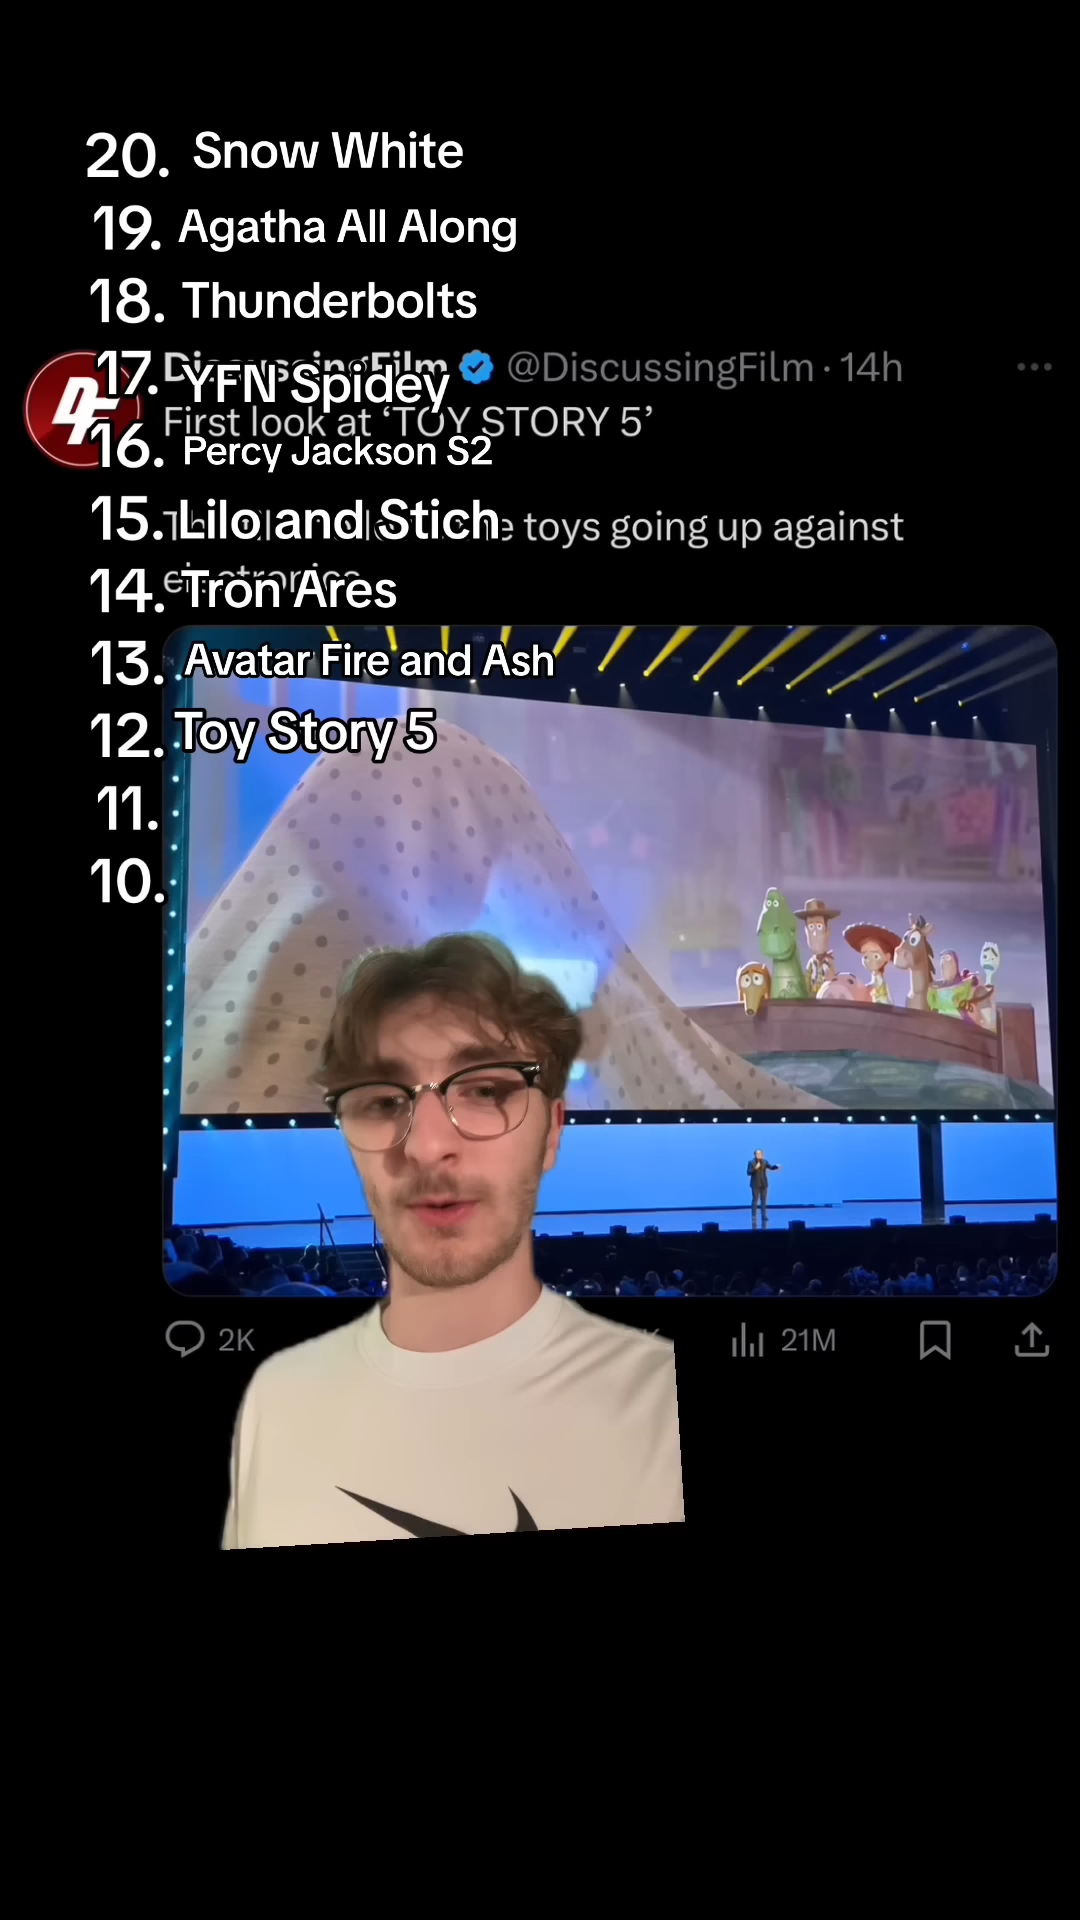 20. Snow White
19. Agatha All Along
18. Thunderbolts
DiscussingFilm @DiscussingFilm · 14h
17. YFN Spidey
First look at ‘TOY STORY 5’
16. Percy Jackson S2
15. Lilo and Stich
toys going up against
14. Tron Ares
13. Avatar Fire and Ash
12. Toy Story 5
11.
10.
2K
21M